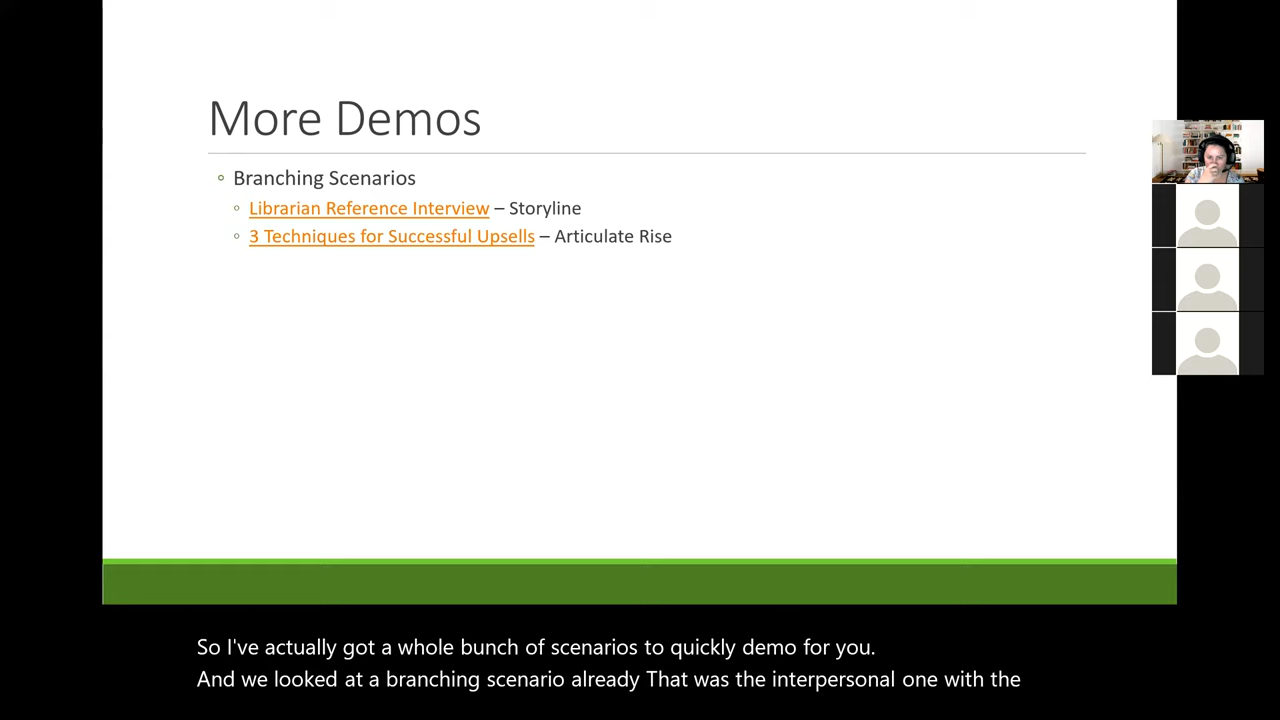 More Demos
◦ Branching Scenarios
◦ Librarian Reference Interview – Storyline
◦ 3 Techniques for Successful Upsells – Articulate Rise
So I've actually got a whole bunch of scenarios to quickly demo for you.
And we looked at a branching scenario already That was the interpersonal one with the